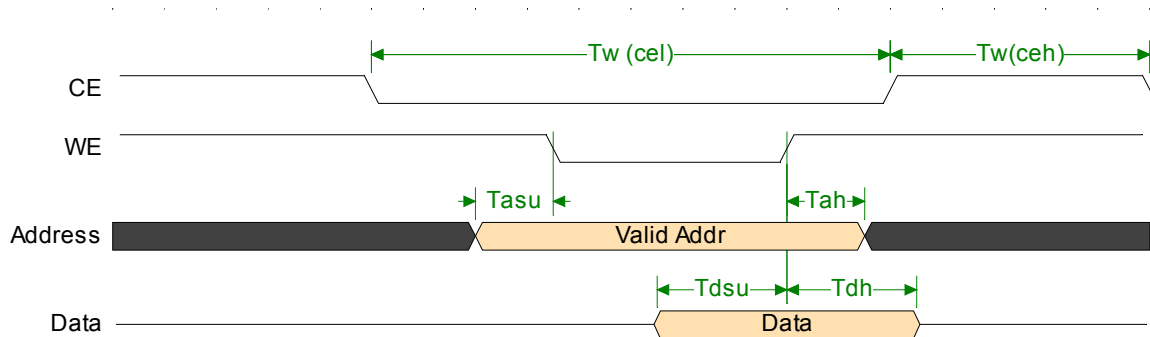 Tw (cel)
Tw(ceh)
CE
WE
Tasu
Tah
Address
Valid Addr
Tdsu
Tdh
Data
Data